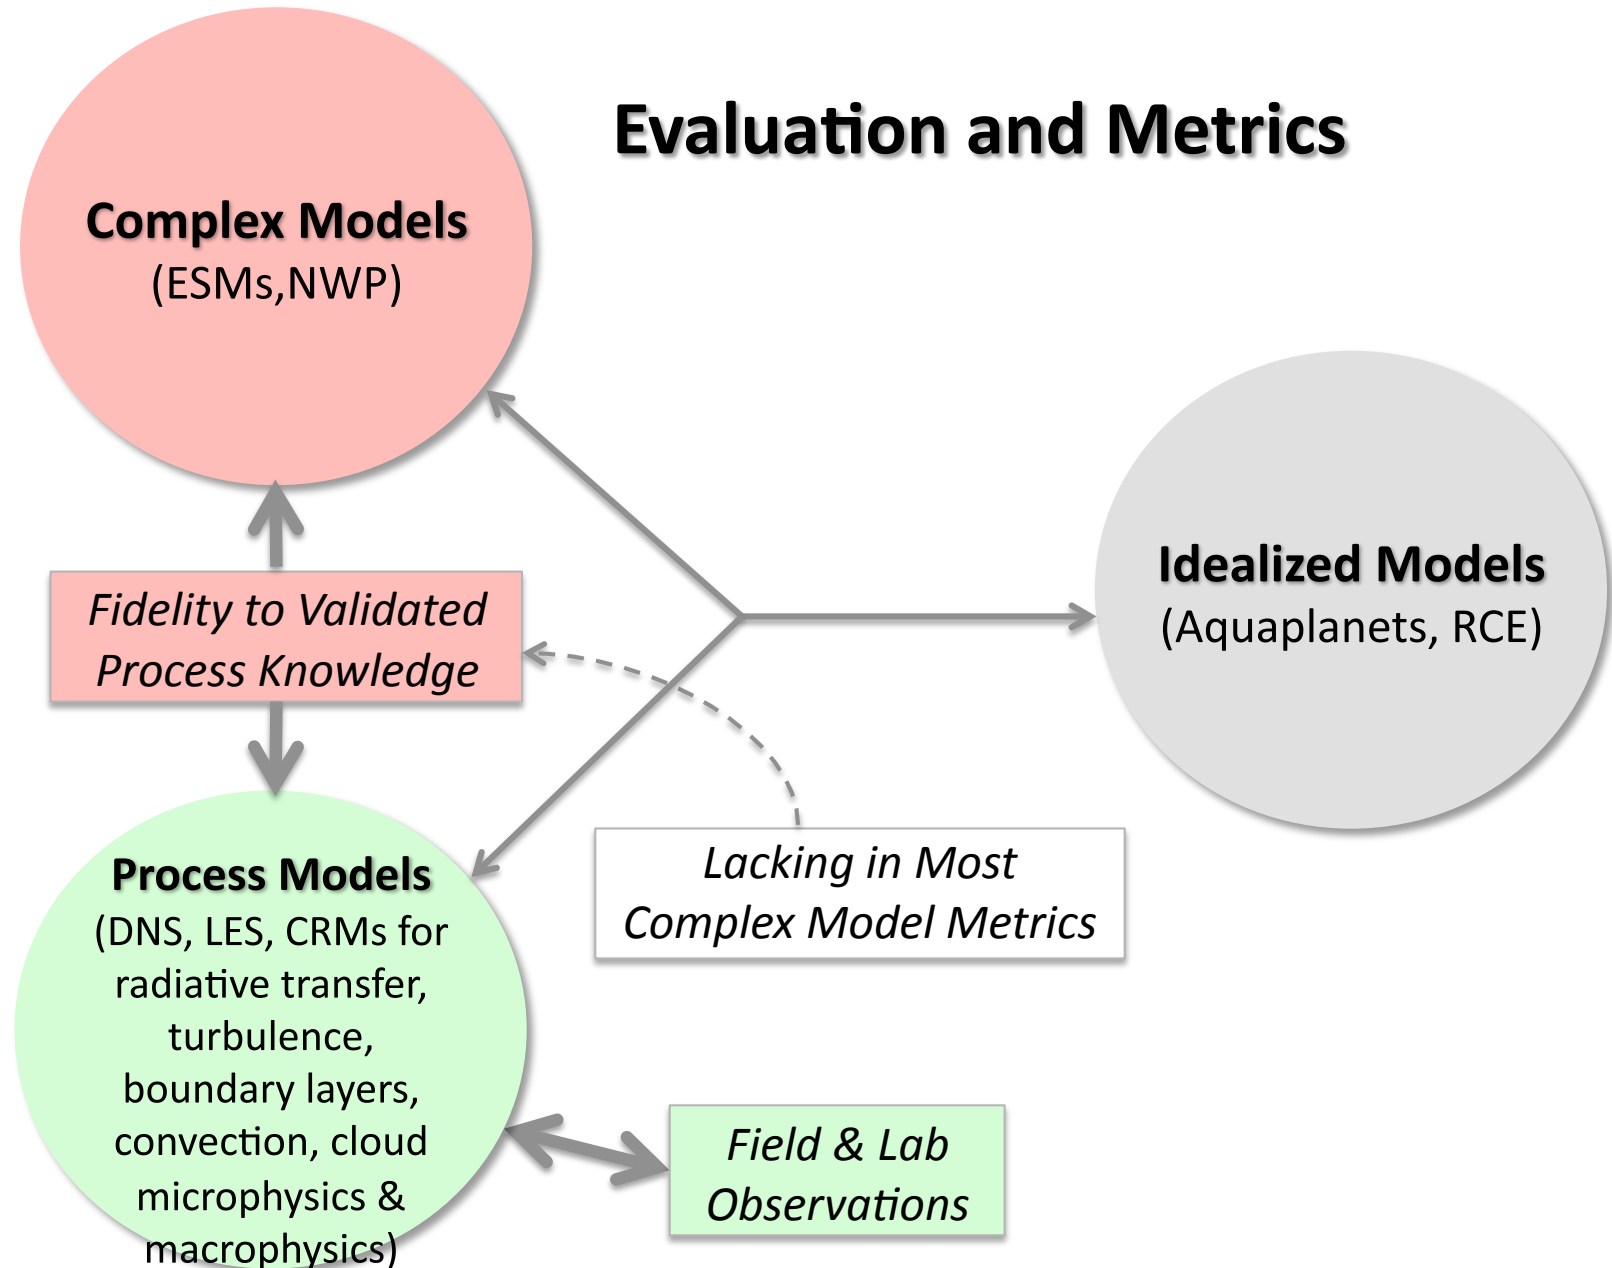 Evaluation and Metrics
Complex Models
(ESMs,NWP)
Idealized Models
(Aquaplanets, RCE)
Fidelity to Validated
Process Knowledge
Lacking in Most
Complex Model Metrics
Process Models
(DNS, LES, CRMs for
radiative transfer,
turbulence,
boundary layers,
convection, cloud
microphysics &
macrophysics)
Field & Lab
Observations